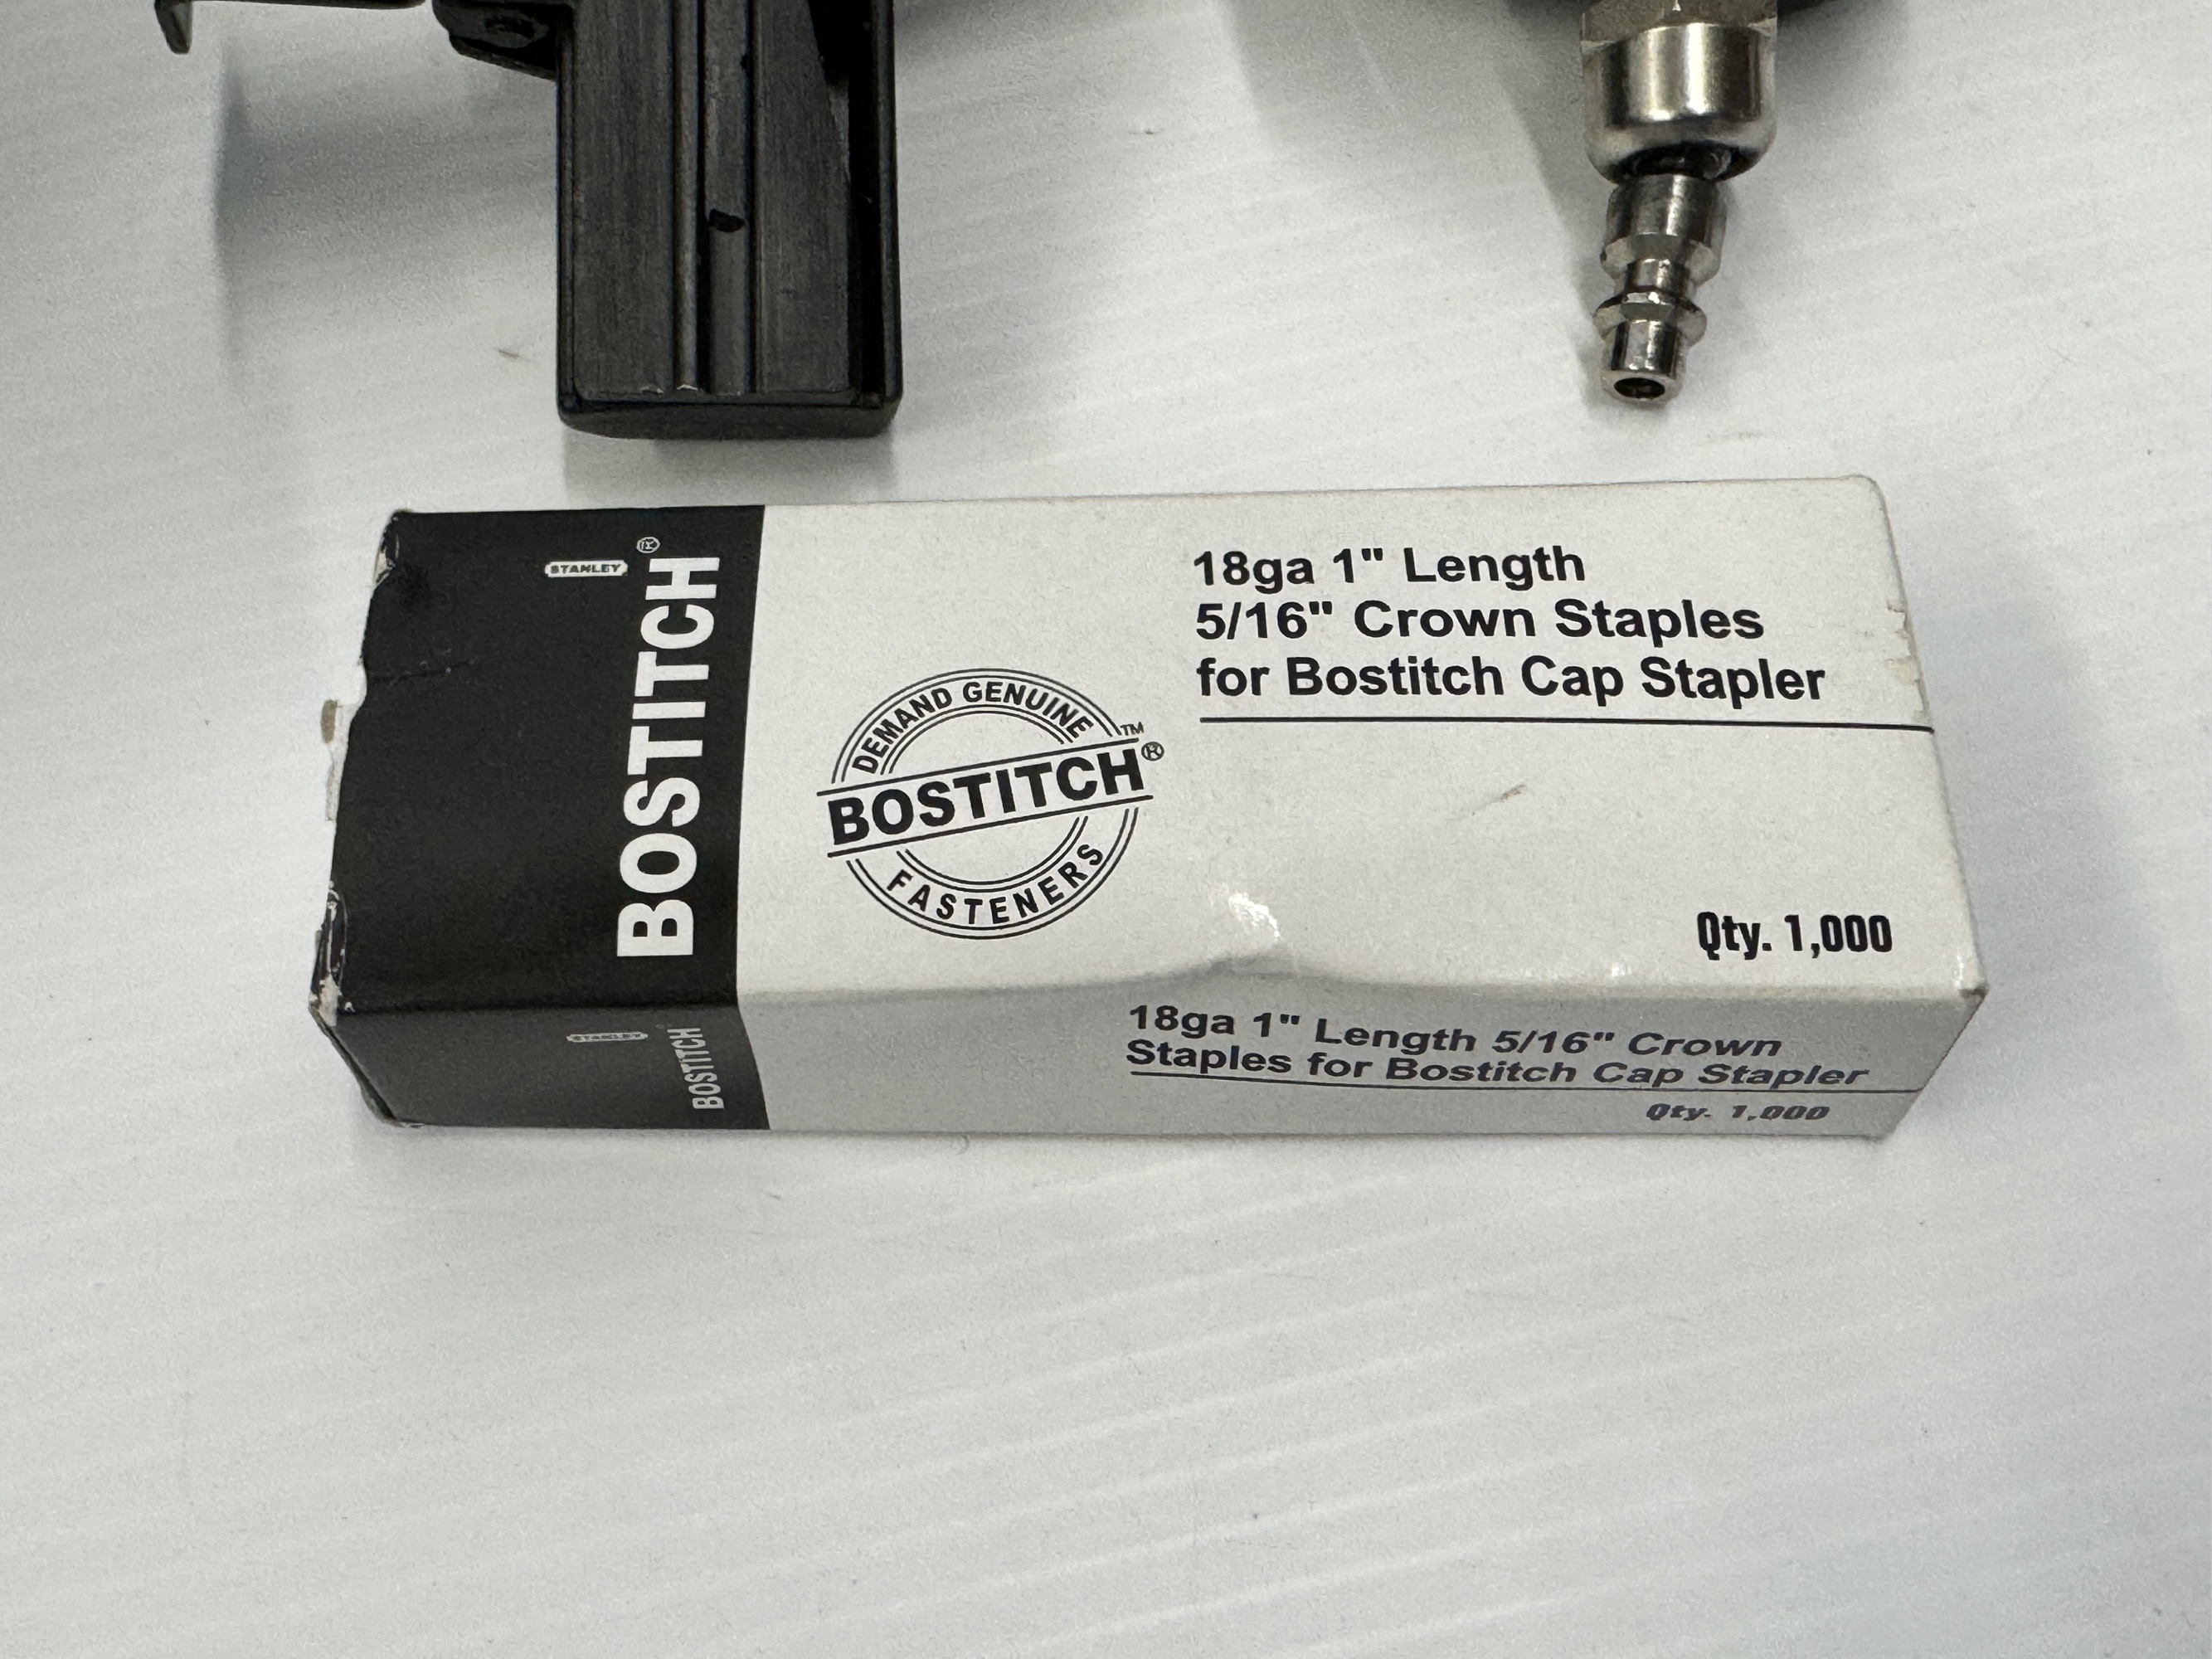 STANLEY
BOSTITCH®
DEMAND GENUINE
BOSTITCH®™
FASTENERS
18ga 1" Length
5/16" Crown Staples
for Bostitch Cap Stapler
Qty. 1,000
STANLEY
BOSTITCH
18ga 1" Length 5/16" Crown
Staples for Bostitch Cap Stapler
Qty. 1,000